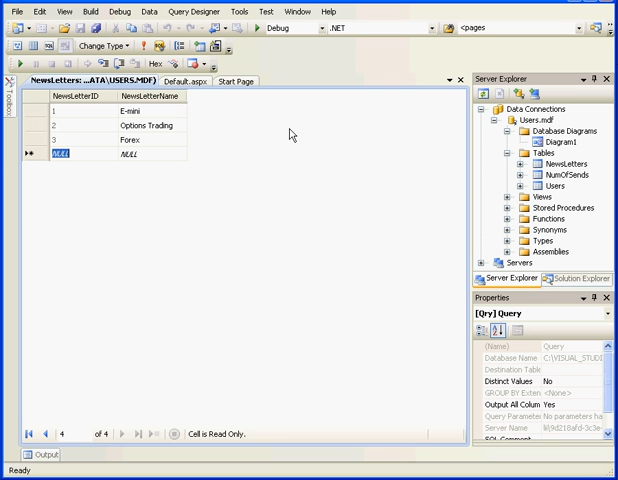 File Edit View Build Debug Data Query Designer Tools Test Window Help
Debug .NET <pages
Change Type
Hex
Toolbox
NewsLetters: ...ATA\USERS.MDF) Default.aspx Start Page
NewsLetterID NewsLetterName
1 E-mini
2 Options Trading
3 Forex
NULL NULL
4 of 4 Cell is Read Only.
Output
Ready
Server Explorer
Data Connections
Users.mdf
Database Diagrams
Diagram1
Tables
NewsLetters
NumOfSends
Users
Views
Stored Procedures
Functions
Synonyms
Types
Assemblies
Servers
Server Explorer Solution Explorer
Properties
[Qry] Query
(Name) Query
Database Name C:\VISUAL_STUDI
Destination Table
Distinct Values No
GROUP BY Exten <None>
Output All Colum Yes
Query Parameter No parameters ha
Server Name lil\9d218afd-3c3e-
SQL Comment